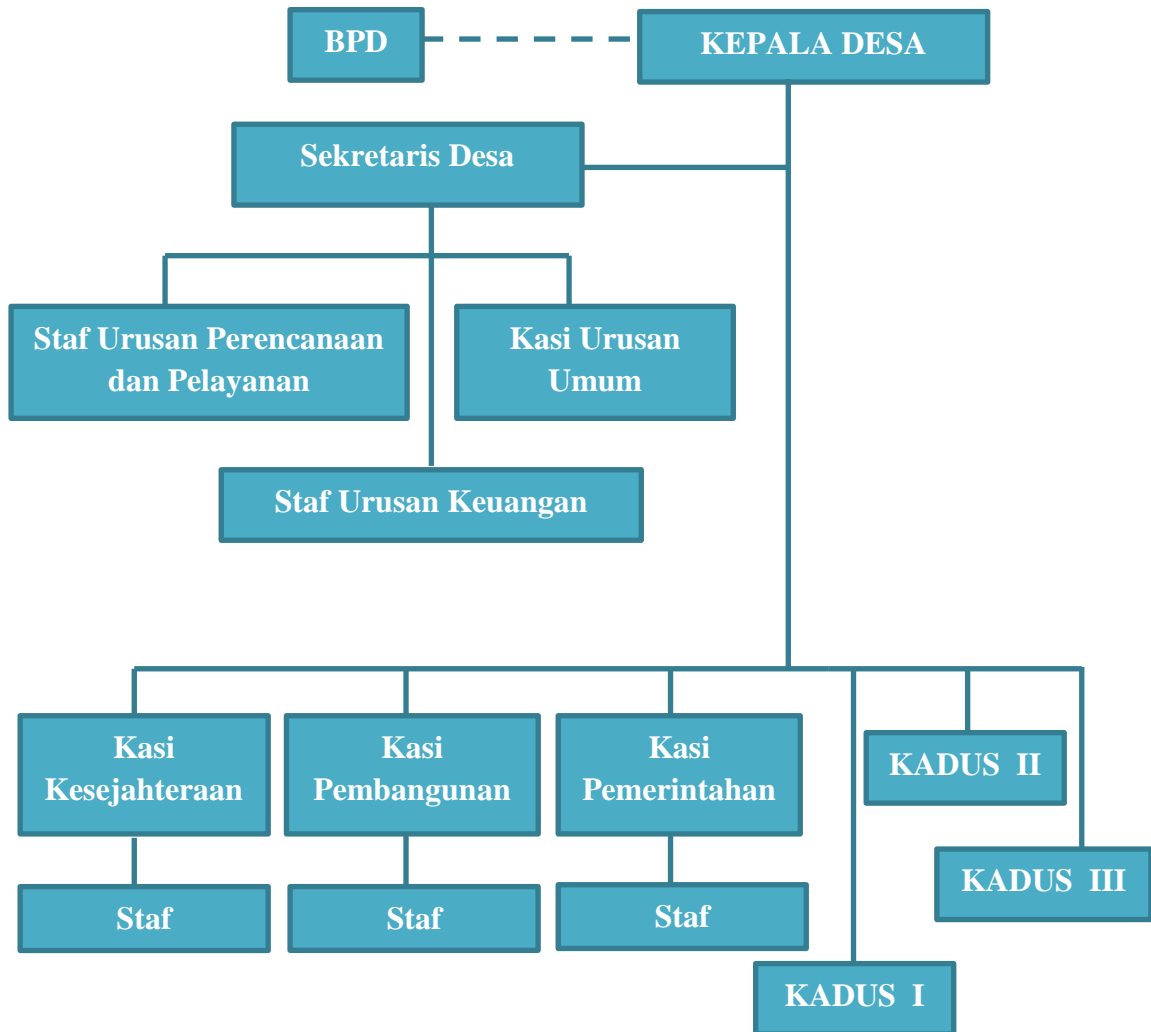 BPD
KEPALA DESA
Sekretaris Desa
Staf Urusan Perencanaan
dan Pelayanan
Kasi Urusan
Umum
Staf Urusan Keuangan
Kasi
Kesejahteraan
Kasi
Pembangunan
Kasi
Pemerintahan
KADUS II
KADUS III
Staf
Staf
Staf
KADUS I